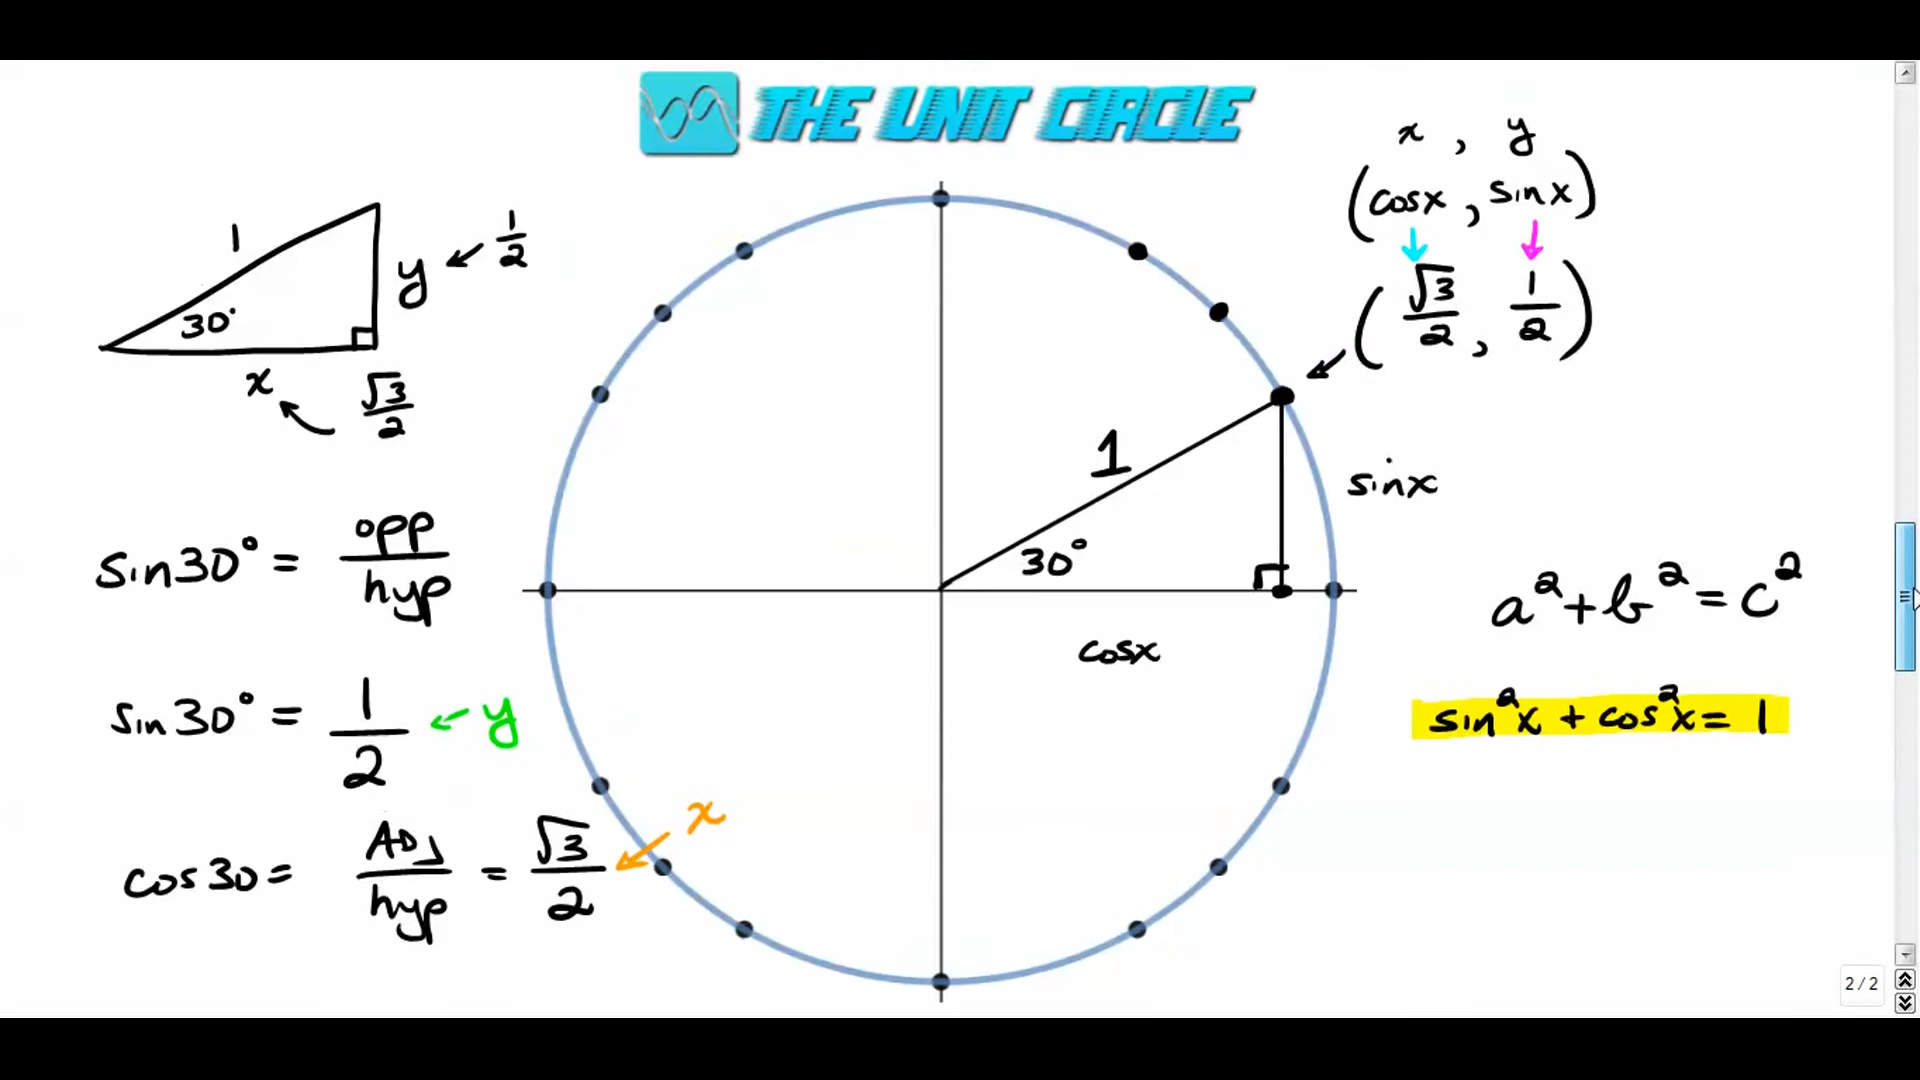 THE UNIT CIRCLE
x , y
(cosx , sinx)
(√3/2 , 1/2)
1
30°
y ← 1/2
x
√3/2
1
30°
sinx
cosx
sin30° = opp/hyp
sin30° = 1/2 ← y
cos30 = ADJ/hyp = √3/2 ← x
a² + b² = c²
sin²x + cos²x = 1
2 / 2